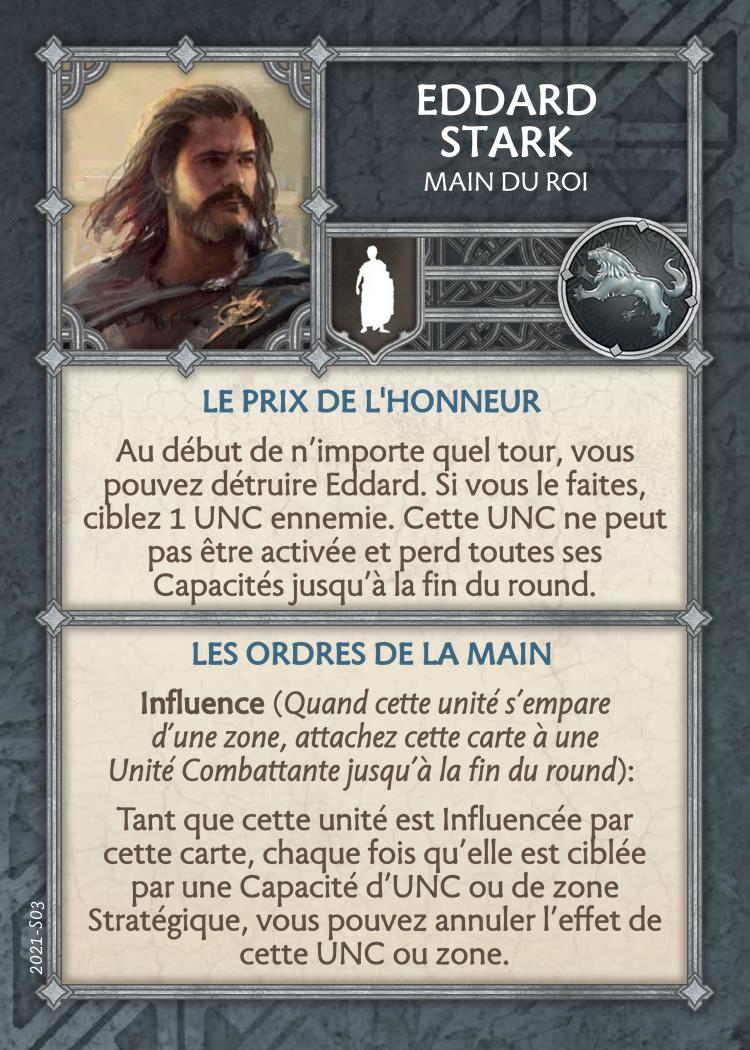 EDDARD
STARK
MAIN DU ROI
LE PRIX DE L'HONNEUR
Au début de n’importe quel tour, vous
pouvez détruire Eddard. Si vous le faites,
ciblez 1 UNC ennemie. Cette UNC ne peut
pas être activée et perd toutes ses
Capacités jusqu’à la fin du round.
LES ORDRES DE LA MAIN
Influence (Quand cette unité s’empare
d’une zone, attachez cette carte à une
Unité Combattante jusqu’à la fin du round):
Tant que cette unité est Influencée par
cette carte, chaque fois qu’elle est ciblée
par une Capacité d’UNC ou de zone
Stratégique, vous pouvez annuler l’effet de
cette UNC ou zone.
2021-S03